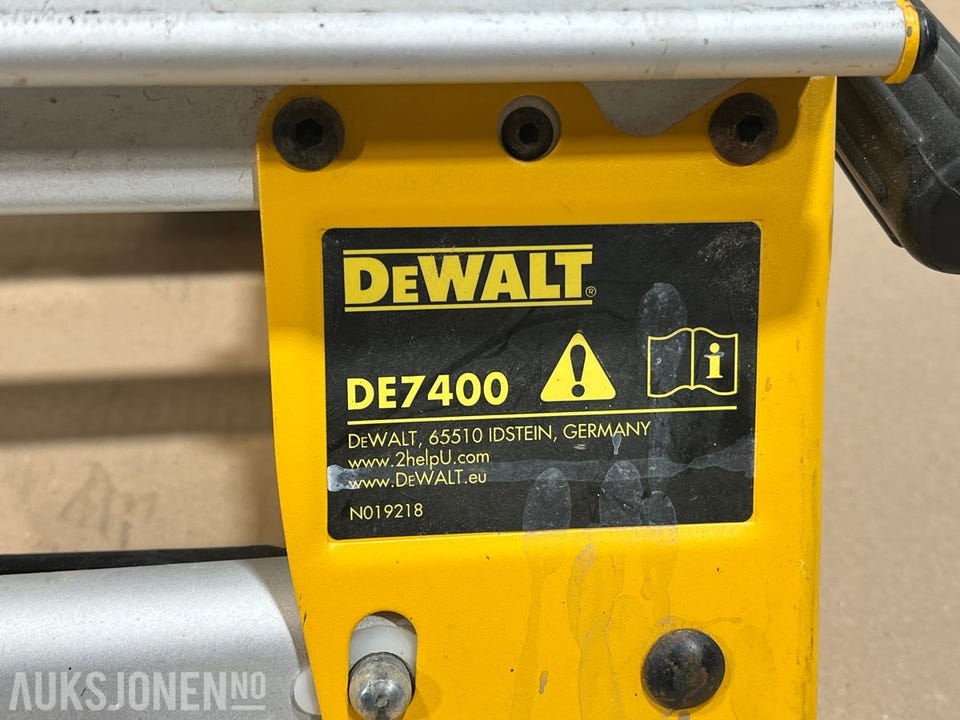 DEWALT®
DE7400
DEWALT, 65510 IDSTEIN, GERMANY
www.2helpU.com
www.DEWALT.eu
N019218
AUKSJONEN NO